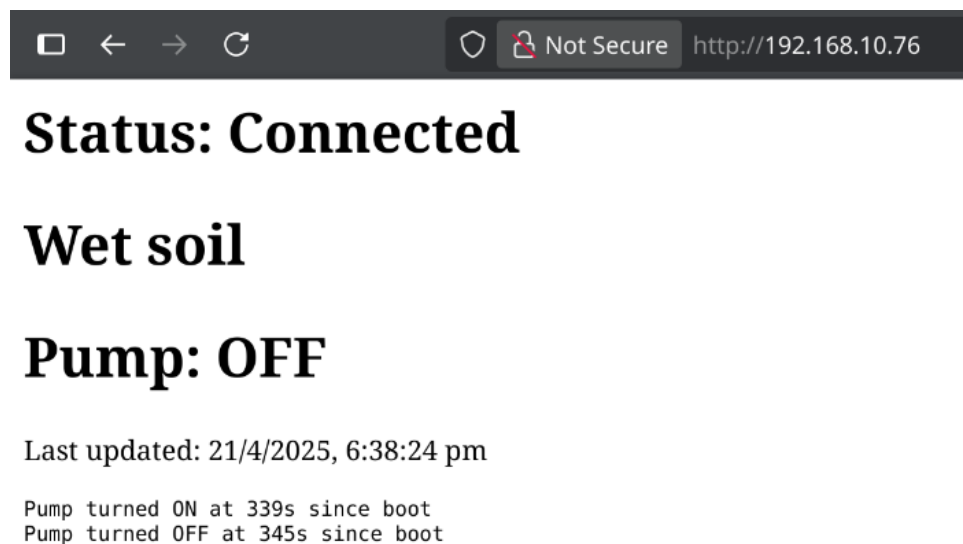 Not Secure http://192.168.10.76
Status: Connected
Wet soil
Pump: OFF
Last updated: 21/4/2025, 6:38:24 pm
Pump turned ON at 339s since boot
Pump turned OFF at 345s since boot